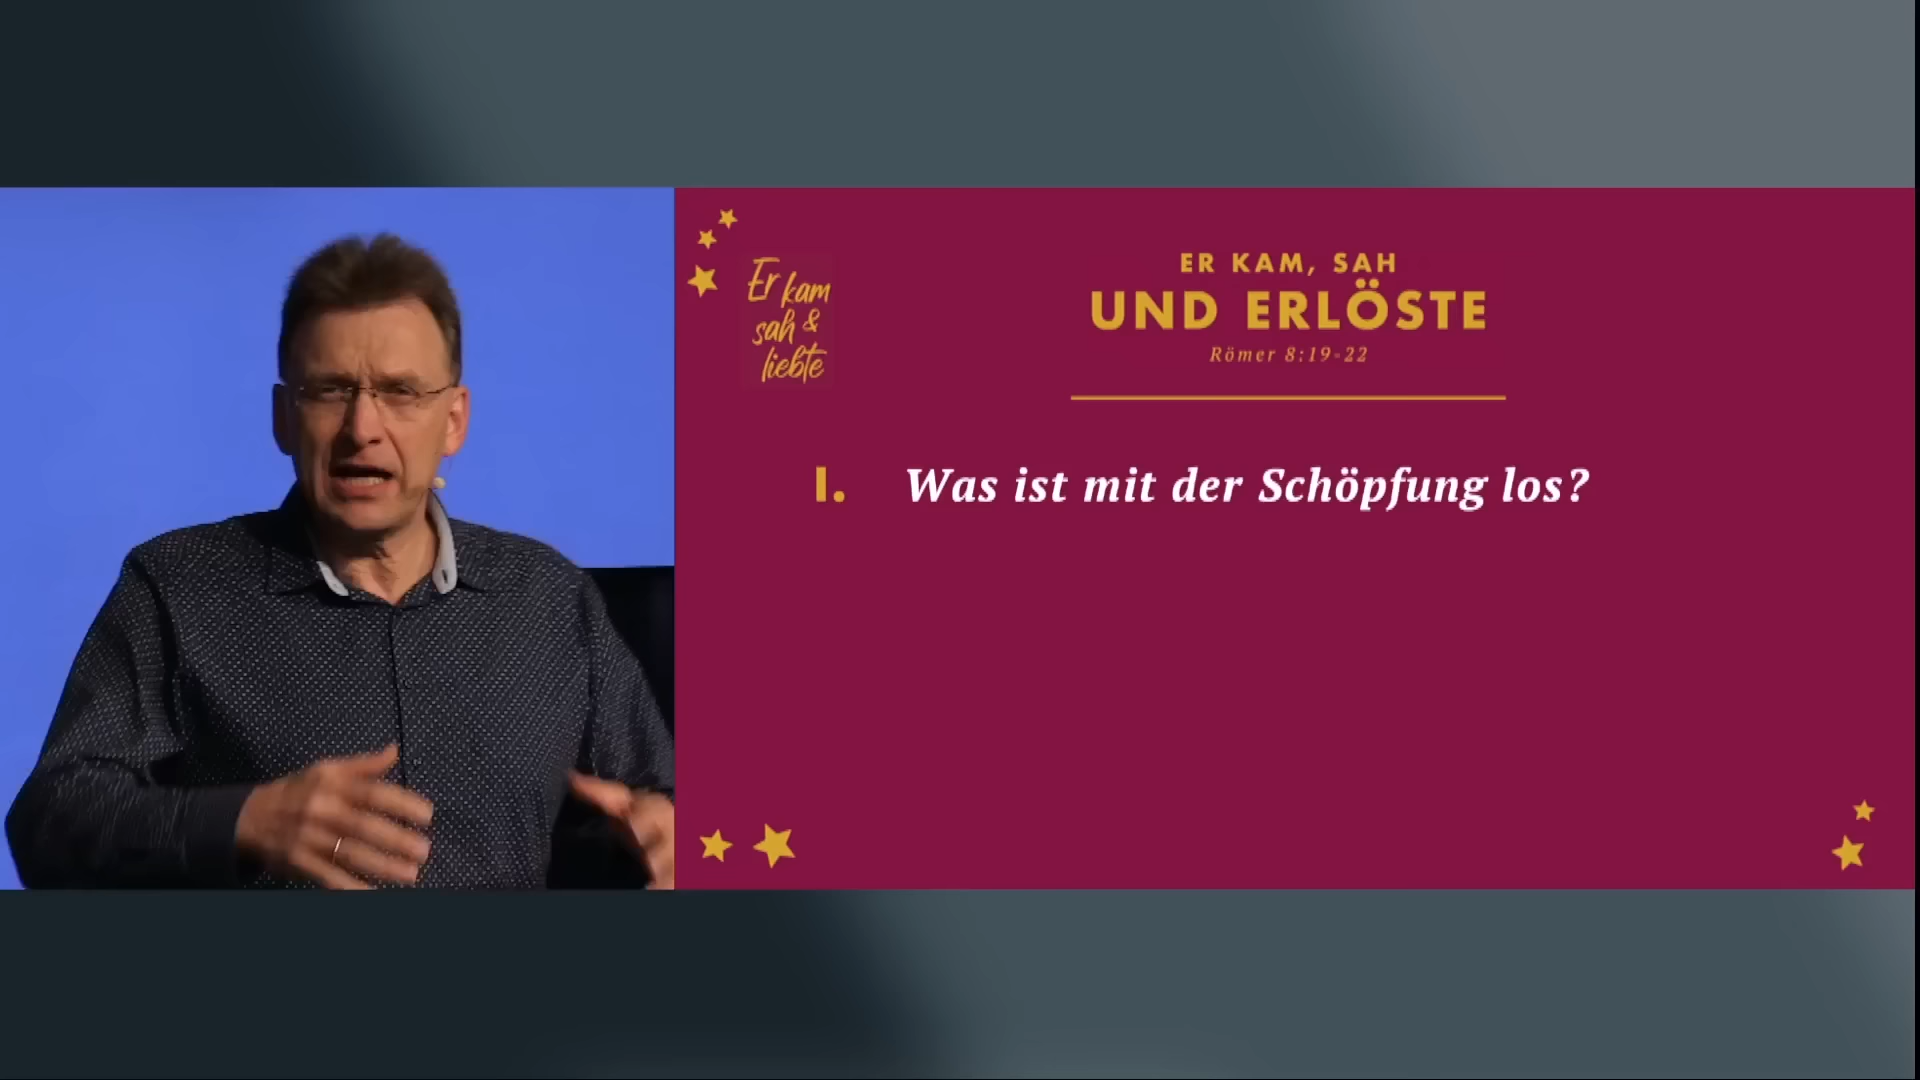 Er kam
sah &
liebte
ER KAM, SAH
UND ERLÖSTE
Römer 8:19-22
I. Was ist mit der Schöpfung los?